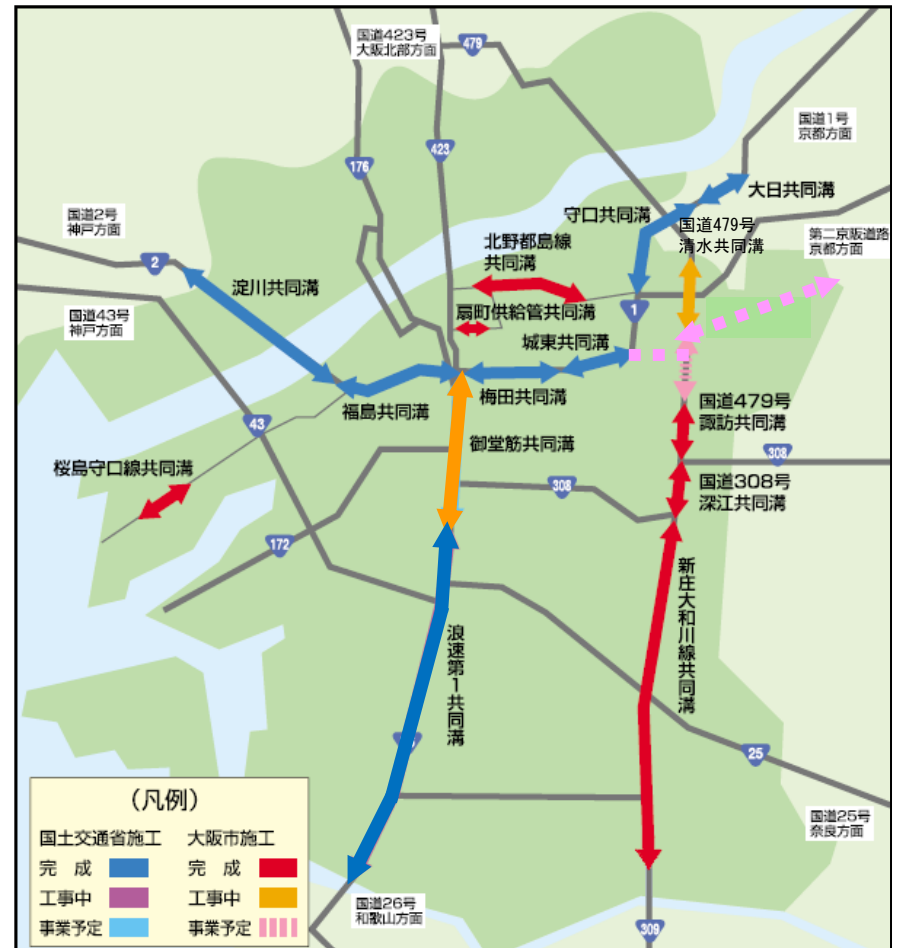 国道423号
大阪北部方面
479
国道1号
京都方面
423
176
大日共同溝
守口共同溝
国道479号
清水共同溝
国道2号
神戸方面
第二京阪道路
京都方面
北野都島線
共同溝
2
淀川共同溝
扇町供給管共同溝
1
国道43号
神戸方面
城東共同溝
梅田共同溝
福島共同溝
国道479号
諏訪共同溝
43
御堂筋共同溝
308
桜島守口線共同溝
308
国道308号
深江共同溝
172
新庄大和川線共同溝
浪速第1共同溝
25
国道25号
奈良方面
(凡例)
国土交通省施工 大阪市施工
完 成 完 成
工事中 工事中
事業予定 事業予定
国道26号
和歌山方面
309